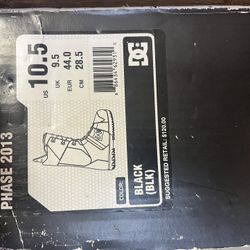 PHASE 2013
10.5
US
9.5
UK
44.0
EUR
28.5
CM
DC
COLOR:
BLACK
(BLK)
SUGGESTED RETAIL: $120.00